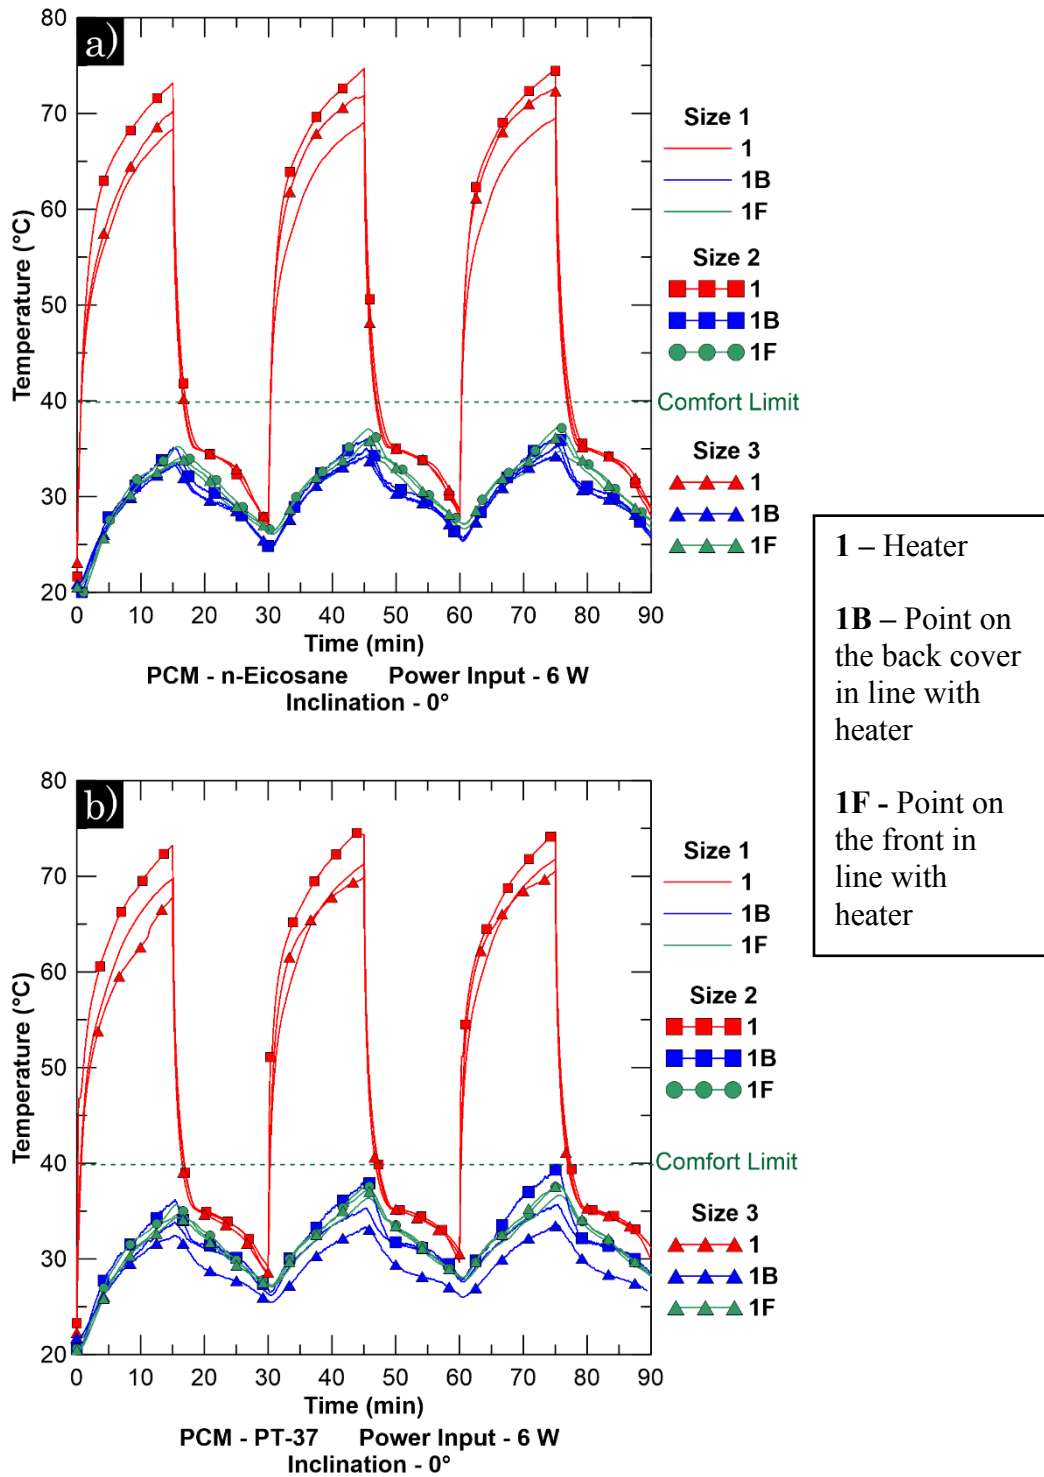 a)
80
70
60
50
40
30
20
Temperature (°C)
0 10 20 30 40 50 60 70 80 90
Time (min)
PCM - n-Eicosane Power Input - 6 W
Inclination - 0°
Size 1
1
1B
1F
Size 2
1
1B
1F
Comfort Limit
Size 3
1
1B
1F
1 – Heater
1B – Point on
the back cover
in line with
heater
1F - Point on
the front in
line with
heater
b)
80
70
60
50
40
30
20
Temperature (°C)
0 10 20 30 40 50 60 70 80 90
Time (min)
PCM - PT-37 Power Input - 6 W
Inclination - 0°
Size 1
1
1B
1F
Size 2
1
1B
1F
Comfort Limit
Size 3
1
1B
1F